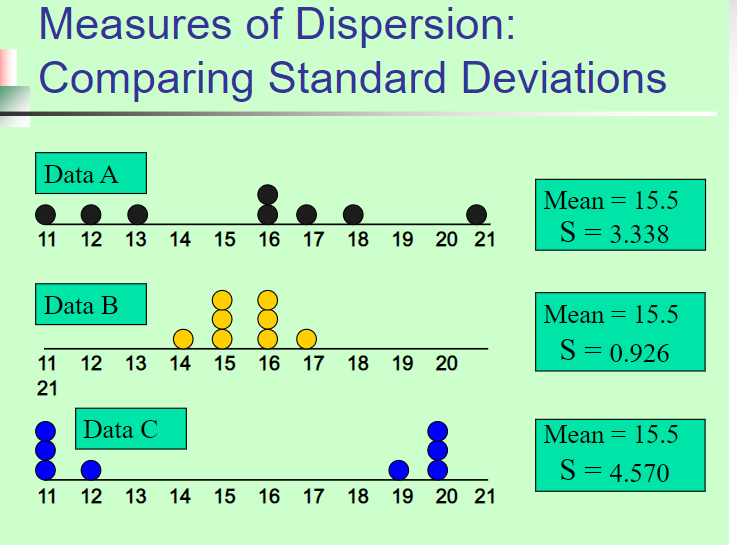 Measures of Dispersion:
Comparing Standard Deviations
Data A
11 12 13 14 15 16 17 18 19 20 21
Mean = 15.5
S = 3.338
Data B
11 12 13 14 15 16 17 18 19 20
21
Mean = 15.5
S = 0.926
Data C
11 12 13 14 15 16 17 18 19 20 21
Mean = 15.5
S = 4.570